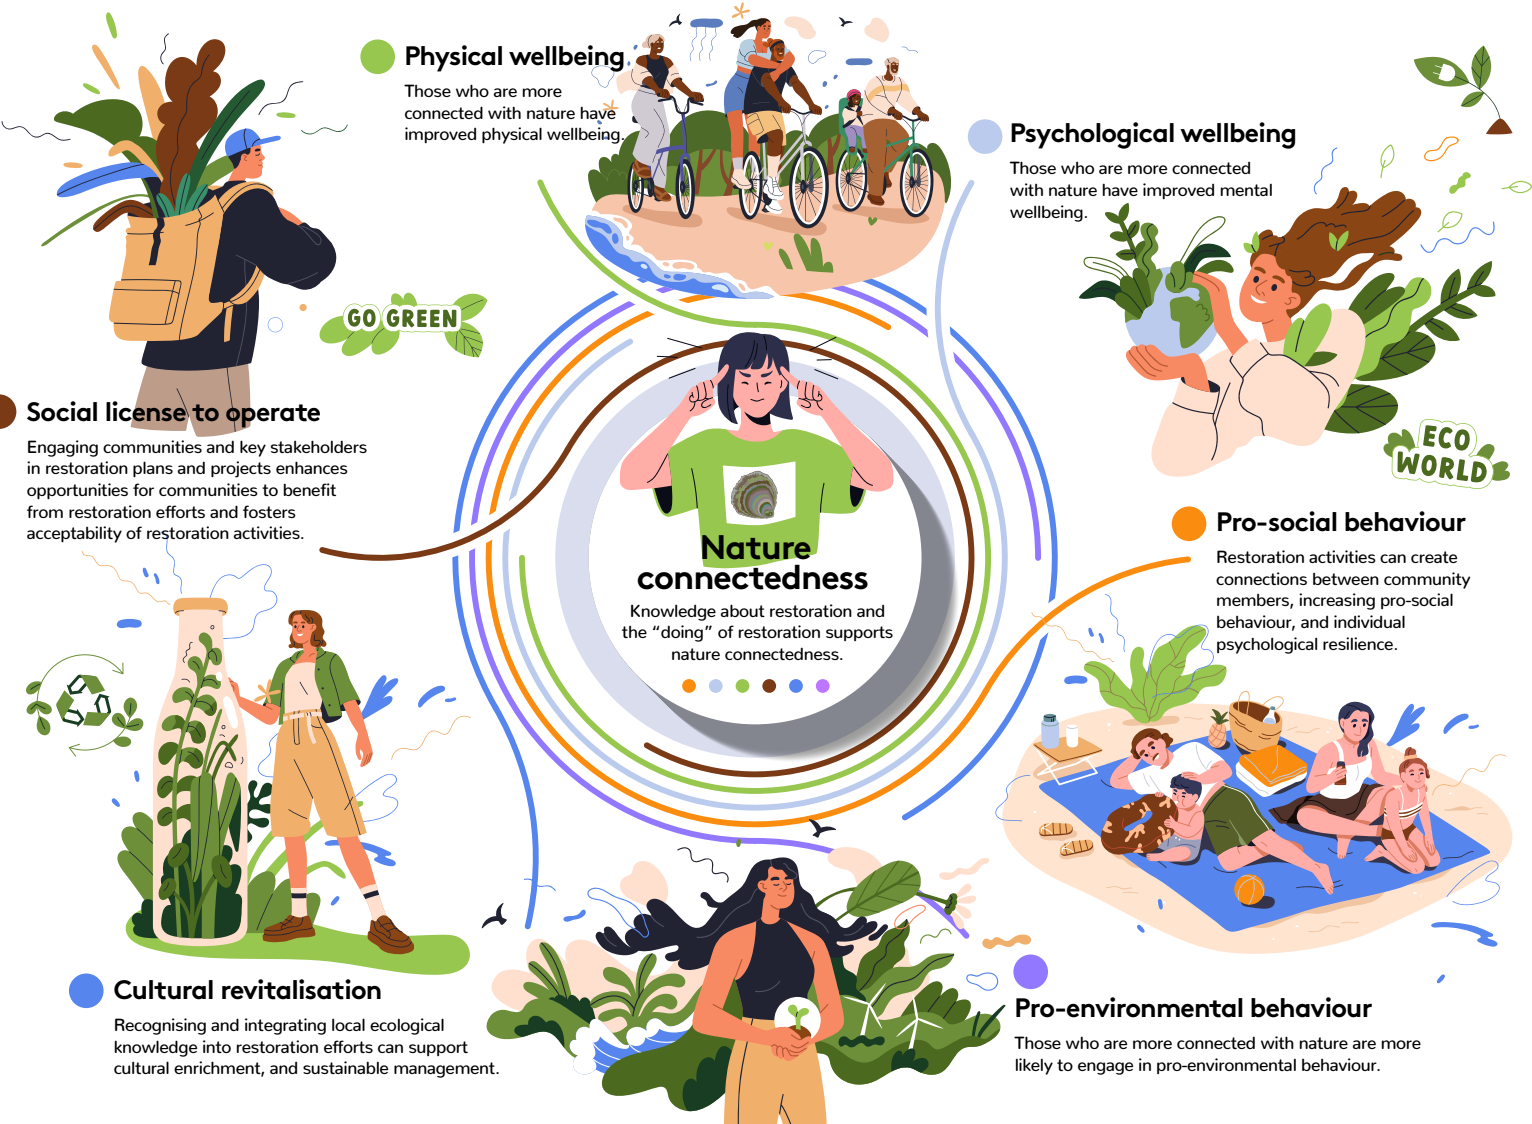 Physical wellbeing
Those who are more
connected with nature have
improved physical wellbeing.
Psychological wellbeing
Those who are more connected
with nature have improved mental
wellbeing.
GO GREEN
Social license to operate
Engaging communities and key stakeholders
in restoration plans and projects enhances
opportunities for communities to benefit
from restoration efforts and fosters
acceptability of restoration activities.
ECO
WORLD
Nature
connectedness
Knowledge about restoration and
the “doing” of restoration supports
nature connectedness.
Pro-social behaviour
Restoration activities can create
connections between community
members, increasing pro-social
behaviour, and individual
psychological resilience.
Cultural revitalisation
Recognising and integrating local ecological
knowledge into restoration efforts can support
cultural enrichment, and sustainable management.
Pro-environmental behaviour
Those who are more connected with nature are more
likely to engage in pro-environmental behaviour.